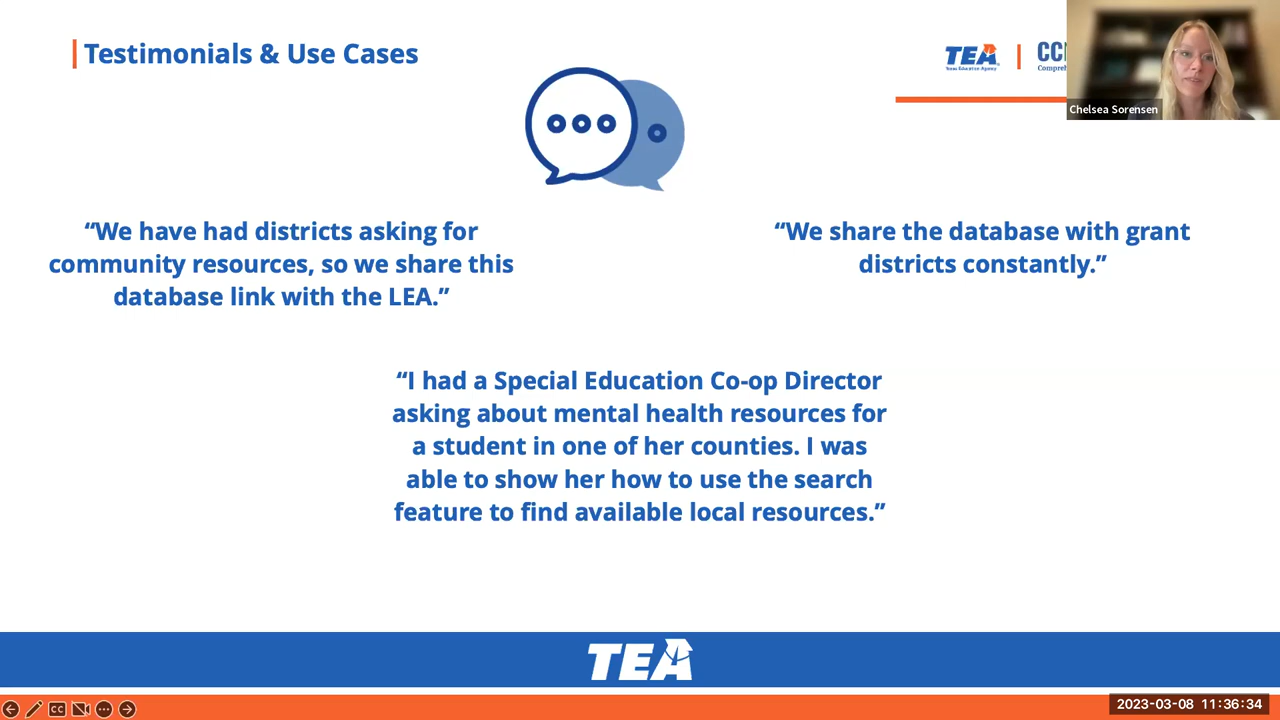 Testimonials & Use Cases
TEA
Texas Education Agency
Chelsea Sorensen
“We have had districts asking for
community resources, so we share this
database link with the LEA.”
“We share the database with grant
districts constantly.”
“I had a Special Education Co-op Director
asking about mental health resources for
a student in one of her counties. I was
able to show her how to use the search
feature to find available local resources.”
TEA
CC
2023-03-08 11:36:34